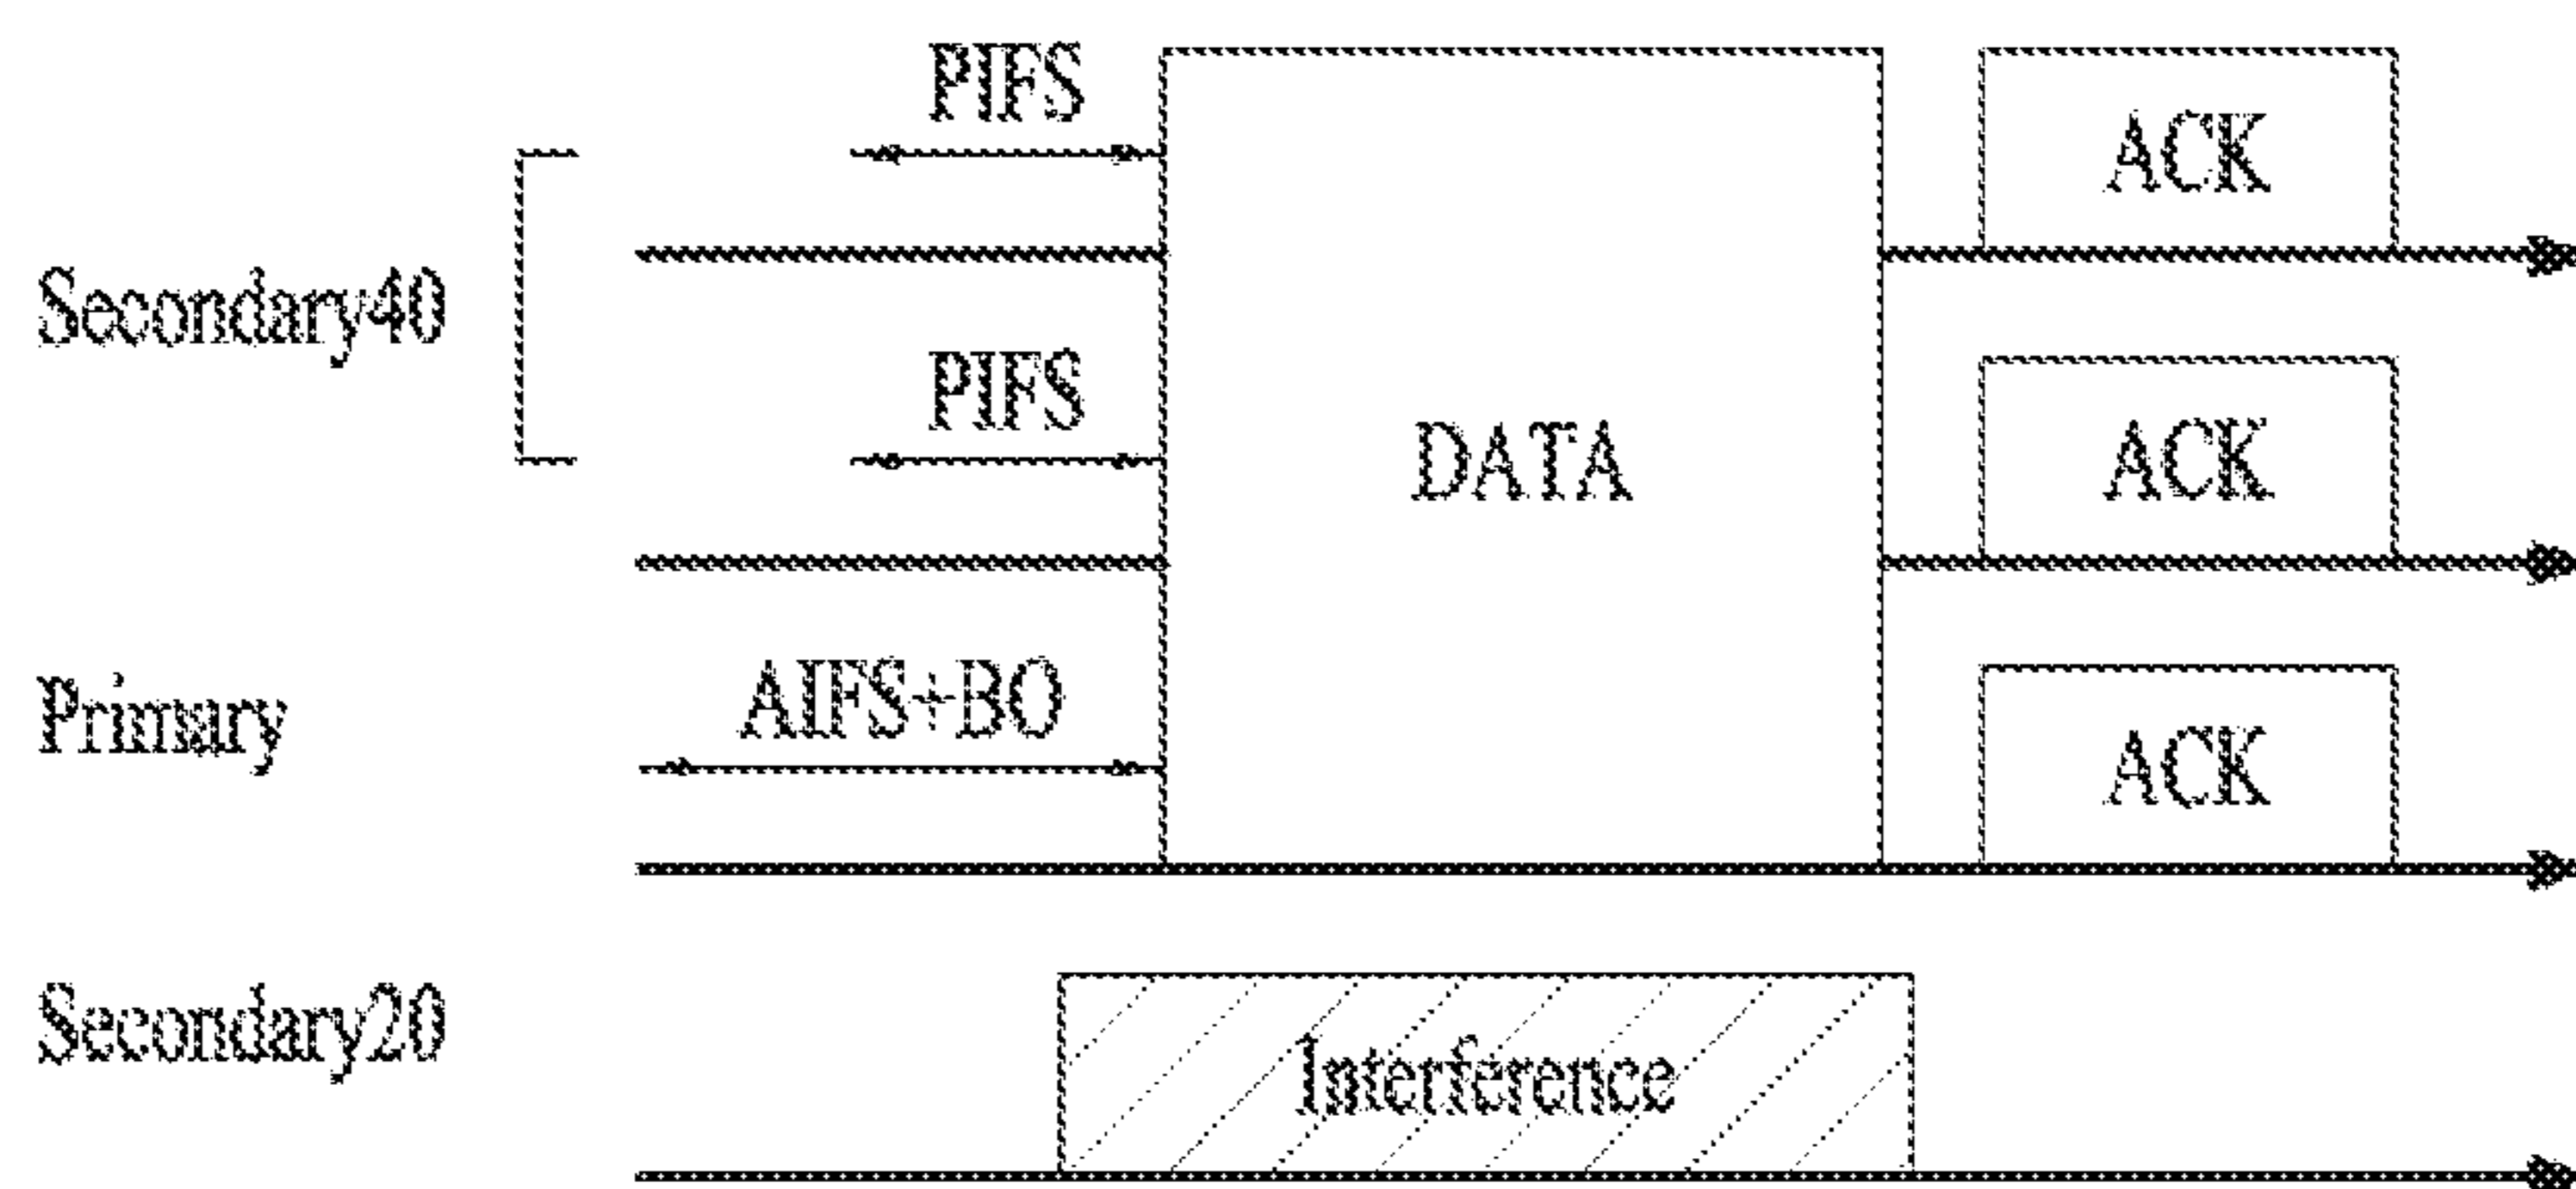 PIFS
ACK
Secondary40
PIFS
DATA
ACK
Primary
AIFS+BO
ACK
Secondary20
Interference